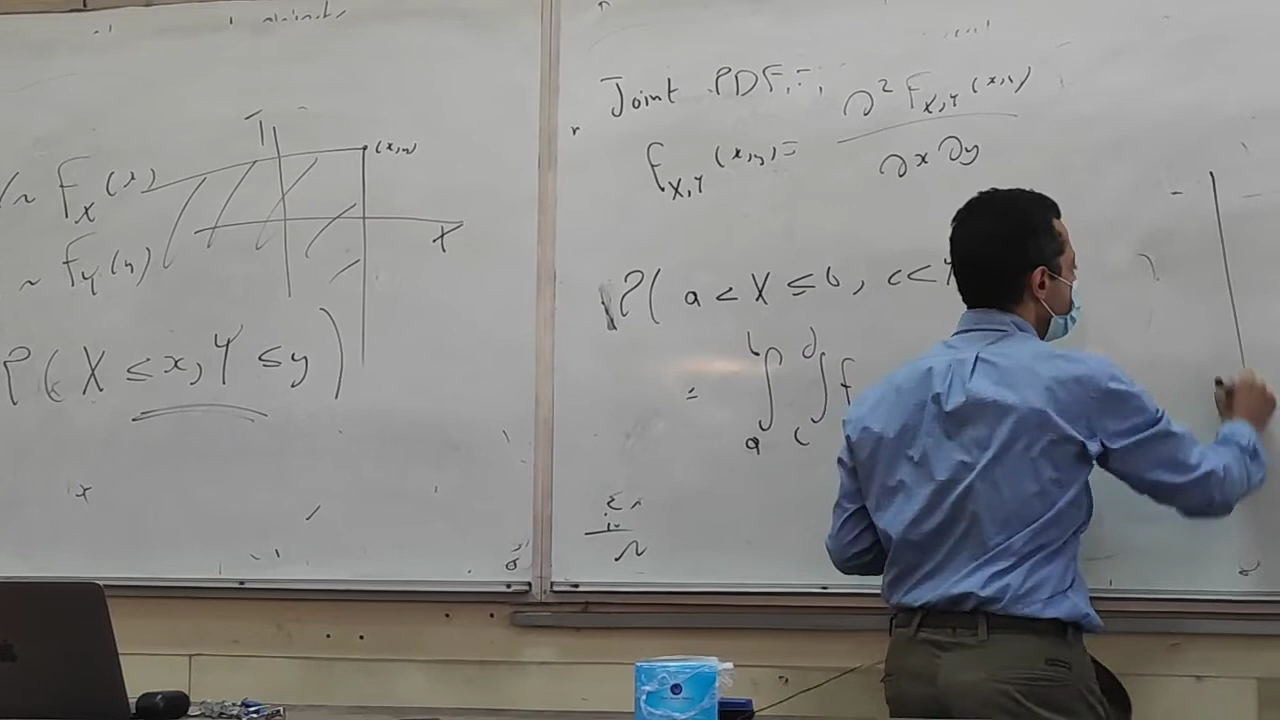 ~ F_X(x)
~ F_Y(y)
(x,y)
P( X ≤ x, Y ≤ y )
Joint PDF:
f_{X,Y}(x,y) = ∂² F_{X,Y}(x,y) / ∂x ∂y
P( a < X ≤ b, c <
= ∫_a^b ∫_c^d f